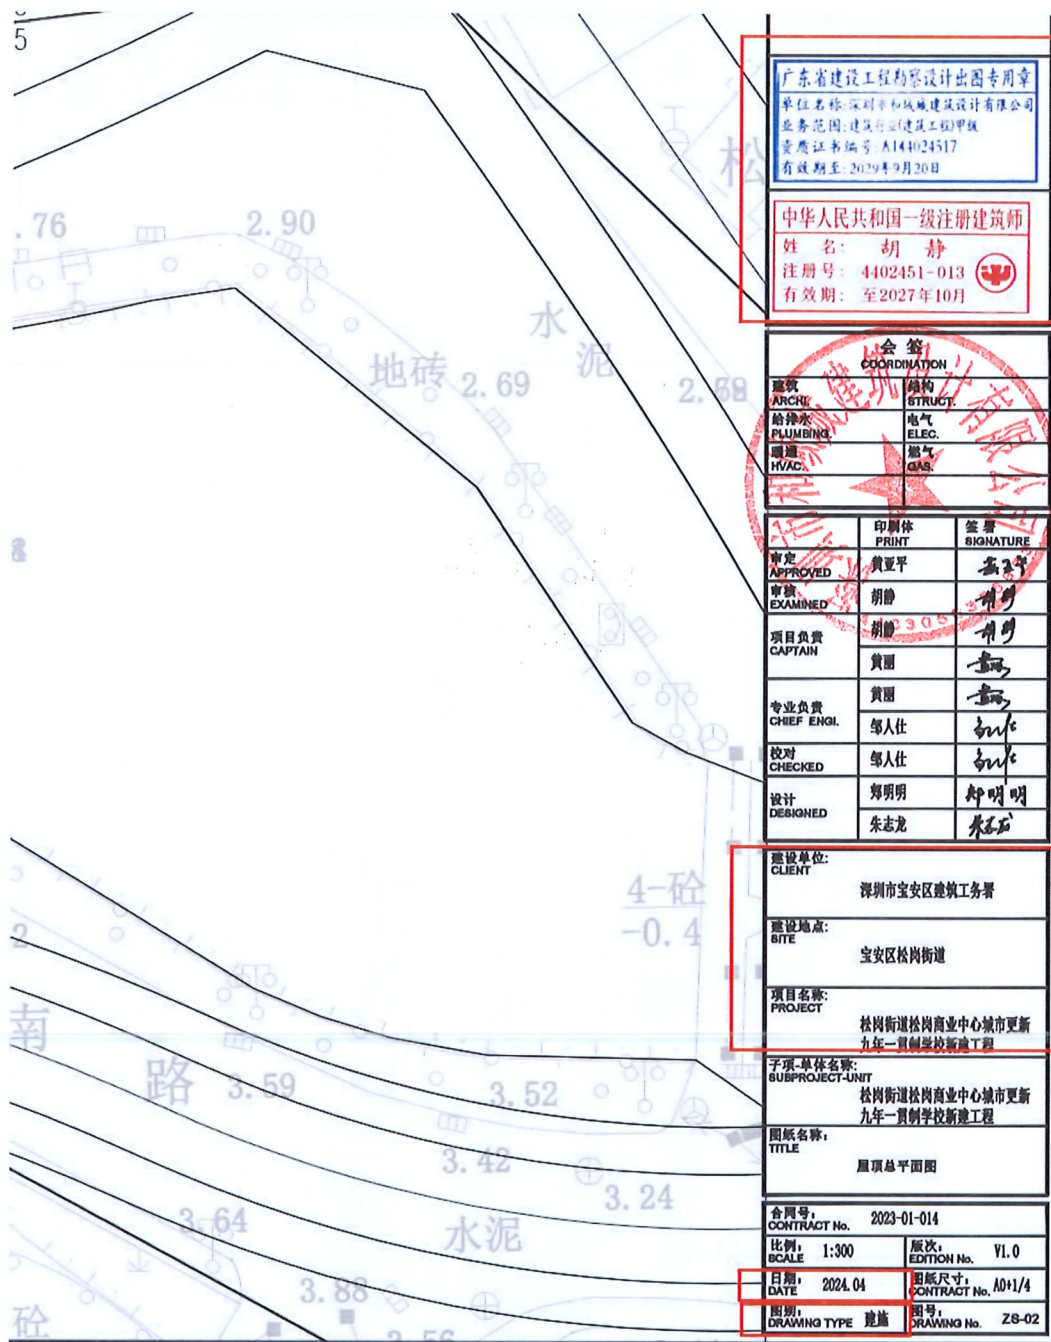 5
广东省建设工程勘察设计出图专用章
单位名称:深圳市和域城建筑设计有限公司
业务范围:建筑行业(建筑工程)甲级
资质证书编号:A144024517
有效期至:2029年9月20日
松
中华人民共和国一级注册建筑师
姓 名: 胡 静
注册号: 4402451-013
有效期: 至2027年10月
.76
2.90
水
泥
地砖
2.69
会 签
COORDINATION
建筑
ARCHI.
结构
STRUCT.
给排水
PLUMBING.
电气
ELEC.
暖通
HVAC.
燃气
GAS.
印刷体
PRINT
签署
SIGNATURE
审定
APPROVED
黄亚平
审核
EXAMINED
胡静
项目负责
CAPTAIN
胡静
黄丽
专业负责
CHIEF ENGI.
黄丽
邹人仕
校对
CHECKED
邹人仕
设计
DESIGNED
郑明明
郑明明
朱志龙
朱志龙
建设单位:
CLIENT
深圳市宝安区建筑工务署
4-砼
-0.4
建设地点:
SITE
宝安区松岗街道
2
项目名称:
PROJECT
松岗街道松岗商业中心城市更新
九年一贯制学校新建工程
南
路
3.59
3.52
子项-单体名称:
SUBPROJECT-UNIT
松岗街道松岗商业中心城市更新
九年一贯制学校新建工程
图纸名称:
TITLE
屋顶总平面图
3.42
3.24
3.64
水泥
合同号:
CONTRACT No.
2023-01-014
比例:
SCALE
1:300
版次:
EDITION No.
V1.0
3.88
日期:
DATE
2024.04
图纸尺寸:
CONTRACT No.
A0+1/4
砼
3.56
图别:
DRAWING TYPE
建施
图号:
DRAWING No.
ZS-02